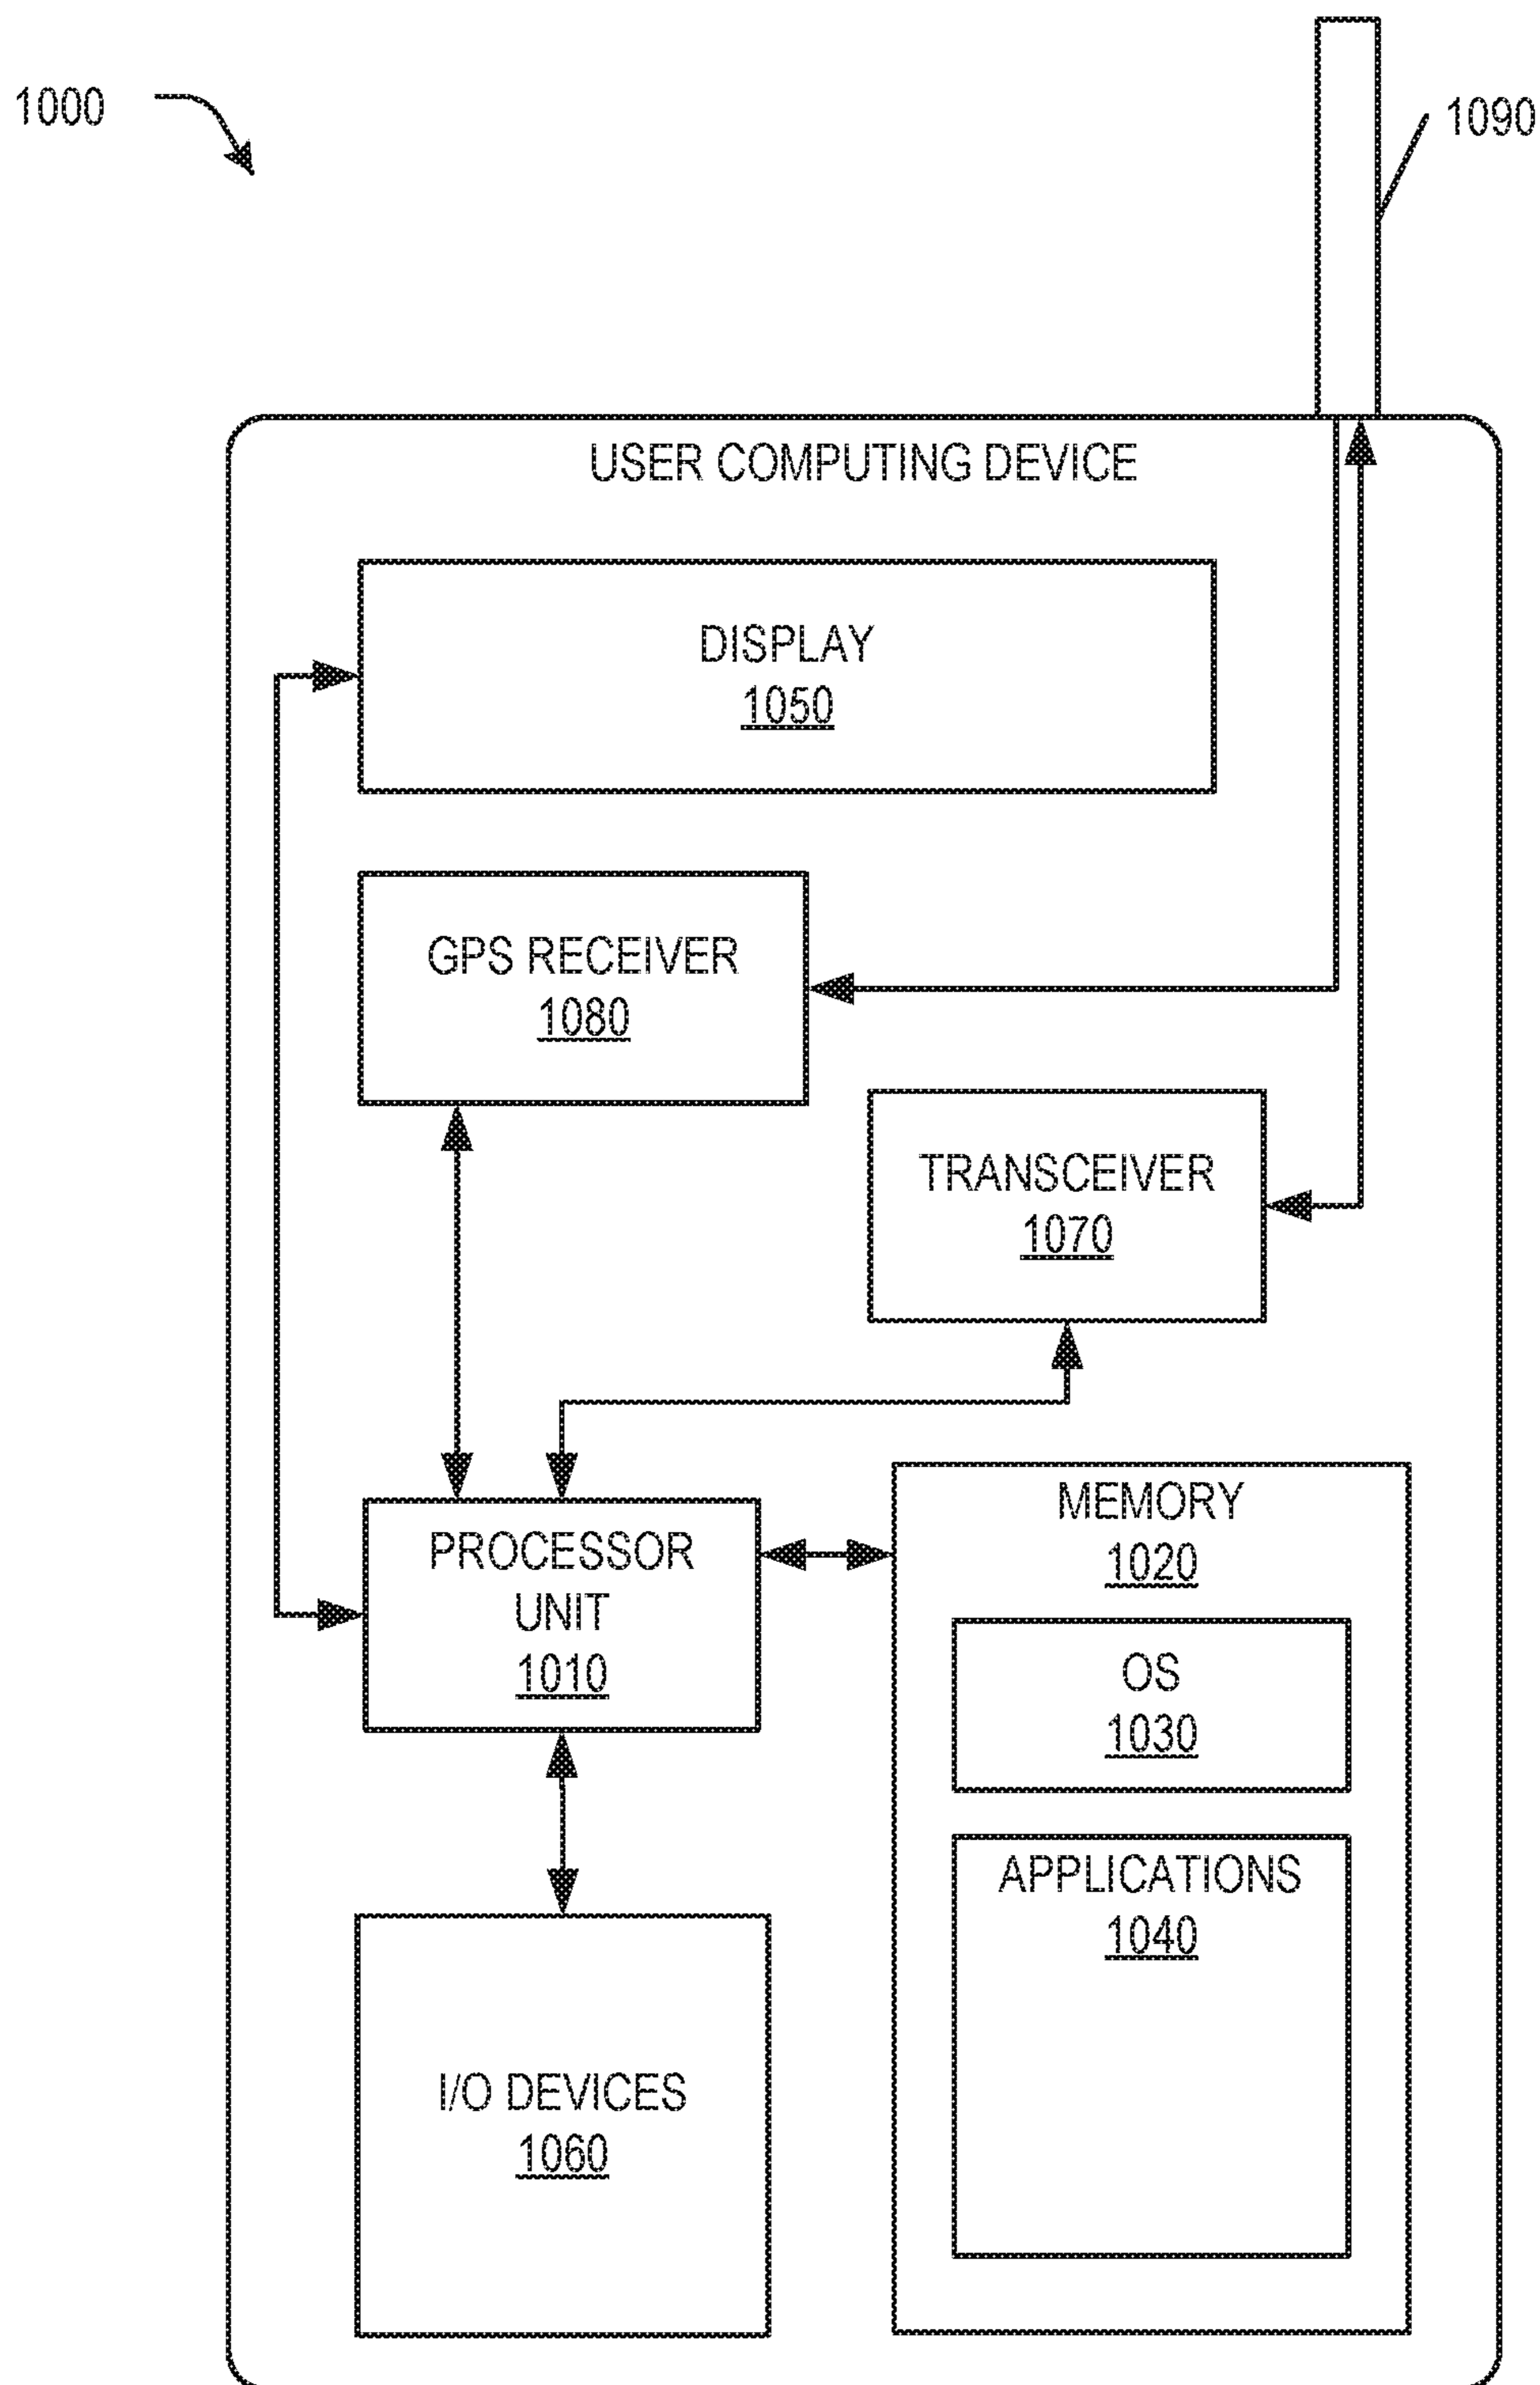 1000
1090
USER COMPUTING DEVICE
DISPLAY
1050
GPS RECEIVER
1080
TRANSCEIVER
1070
PROCESSOR
UNIT
1010
MEMORY
1020
OS
1030
APPLICATIONS
1040
I/O DEVICES
1060